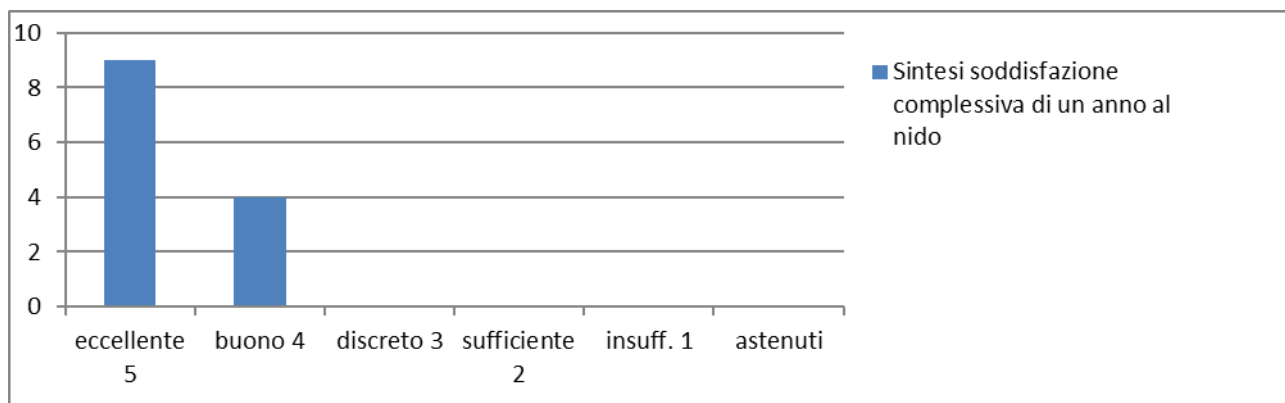 10
8
6
4
2
0
eccellente
5
buono 4
discreto 3
sufficiente
2
insuff. 1
astenuti
Sintesi soddisfazione
complessiva di un anno al
nido